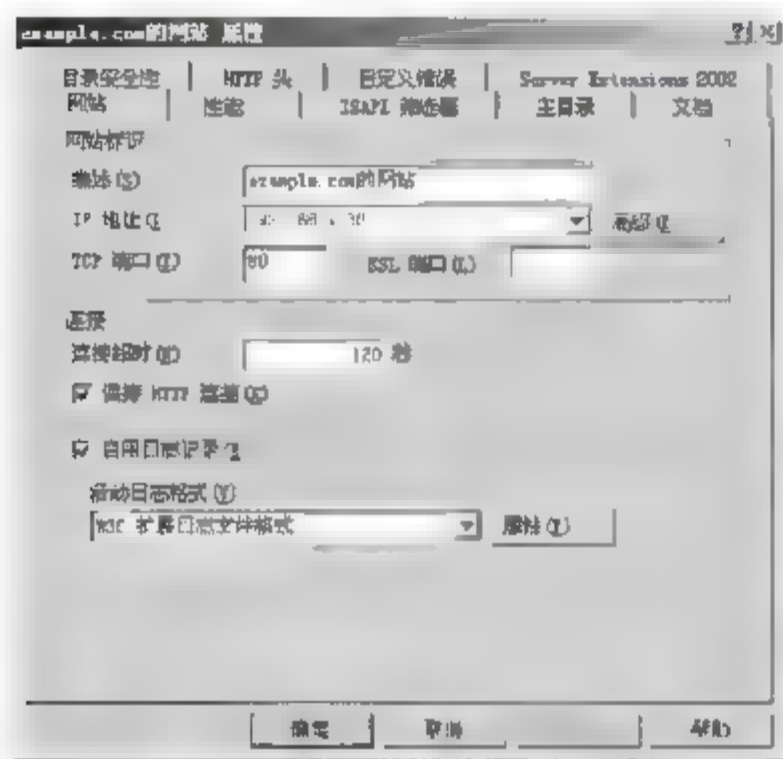 example.com的网站 属性
目录安全性 HTTP 头 自定义错误 Server Extensions 2002
网站 性能 ISAPI 筛选器 主目录 文档
网站标识
描述(S) example.com的网站
IP 地址(I 高级(
TCP 端口(T) 80 SSL 端口(L)
连接
连接超时(N) 120 秒
保持 HTTP 连接(K)
启用日志记录(
活动日志格式(V)
W3C 扩展日志文件格式 属性(P)
确定 取消 帮助